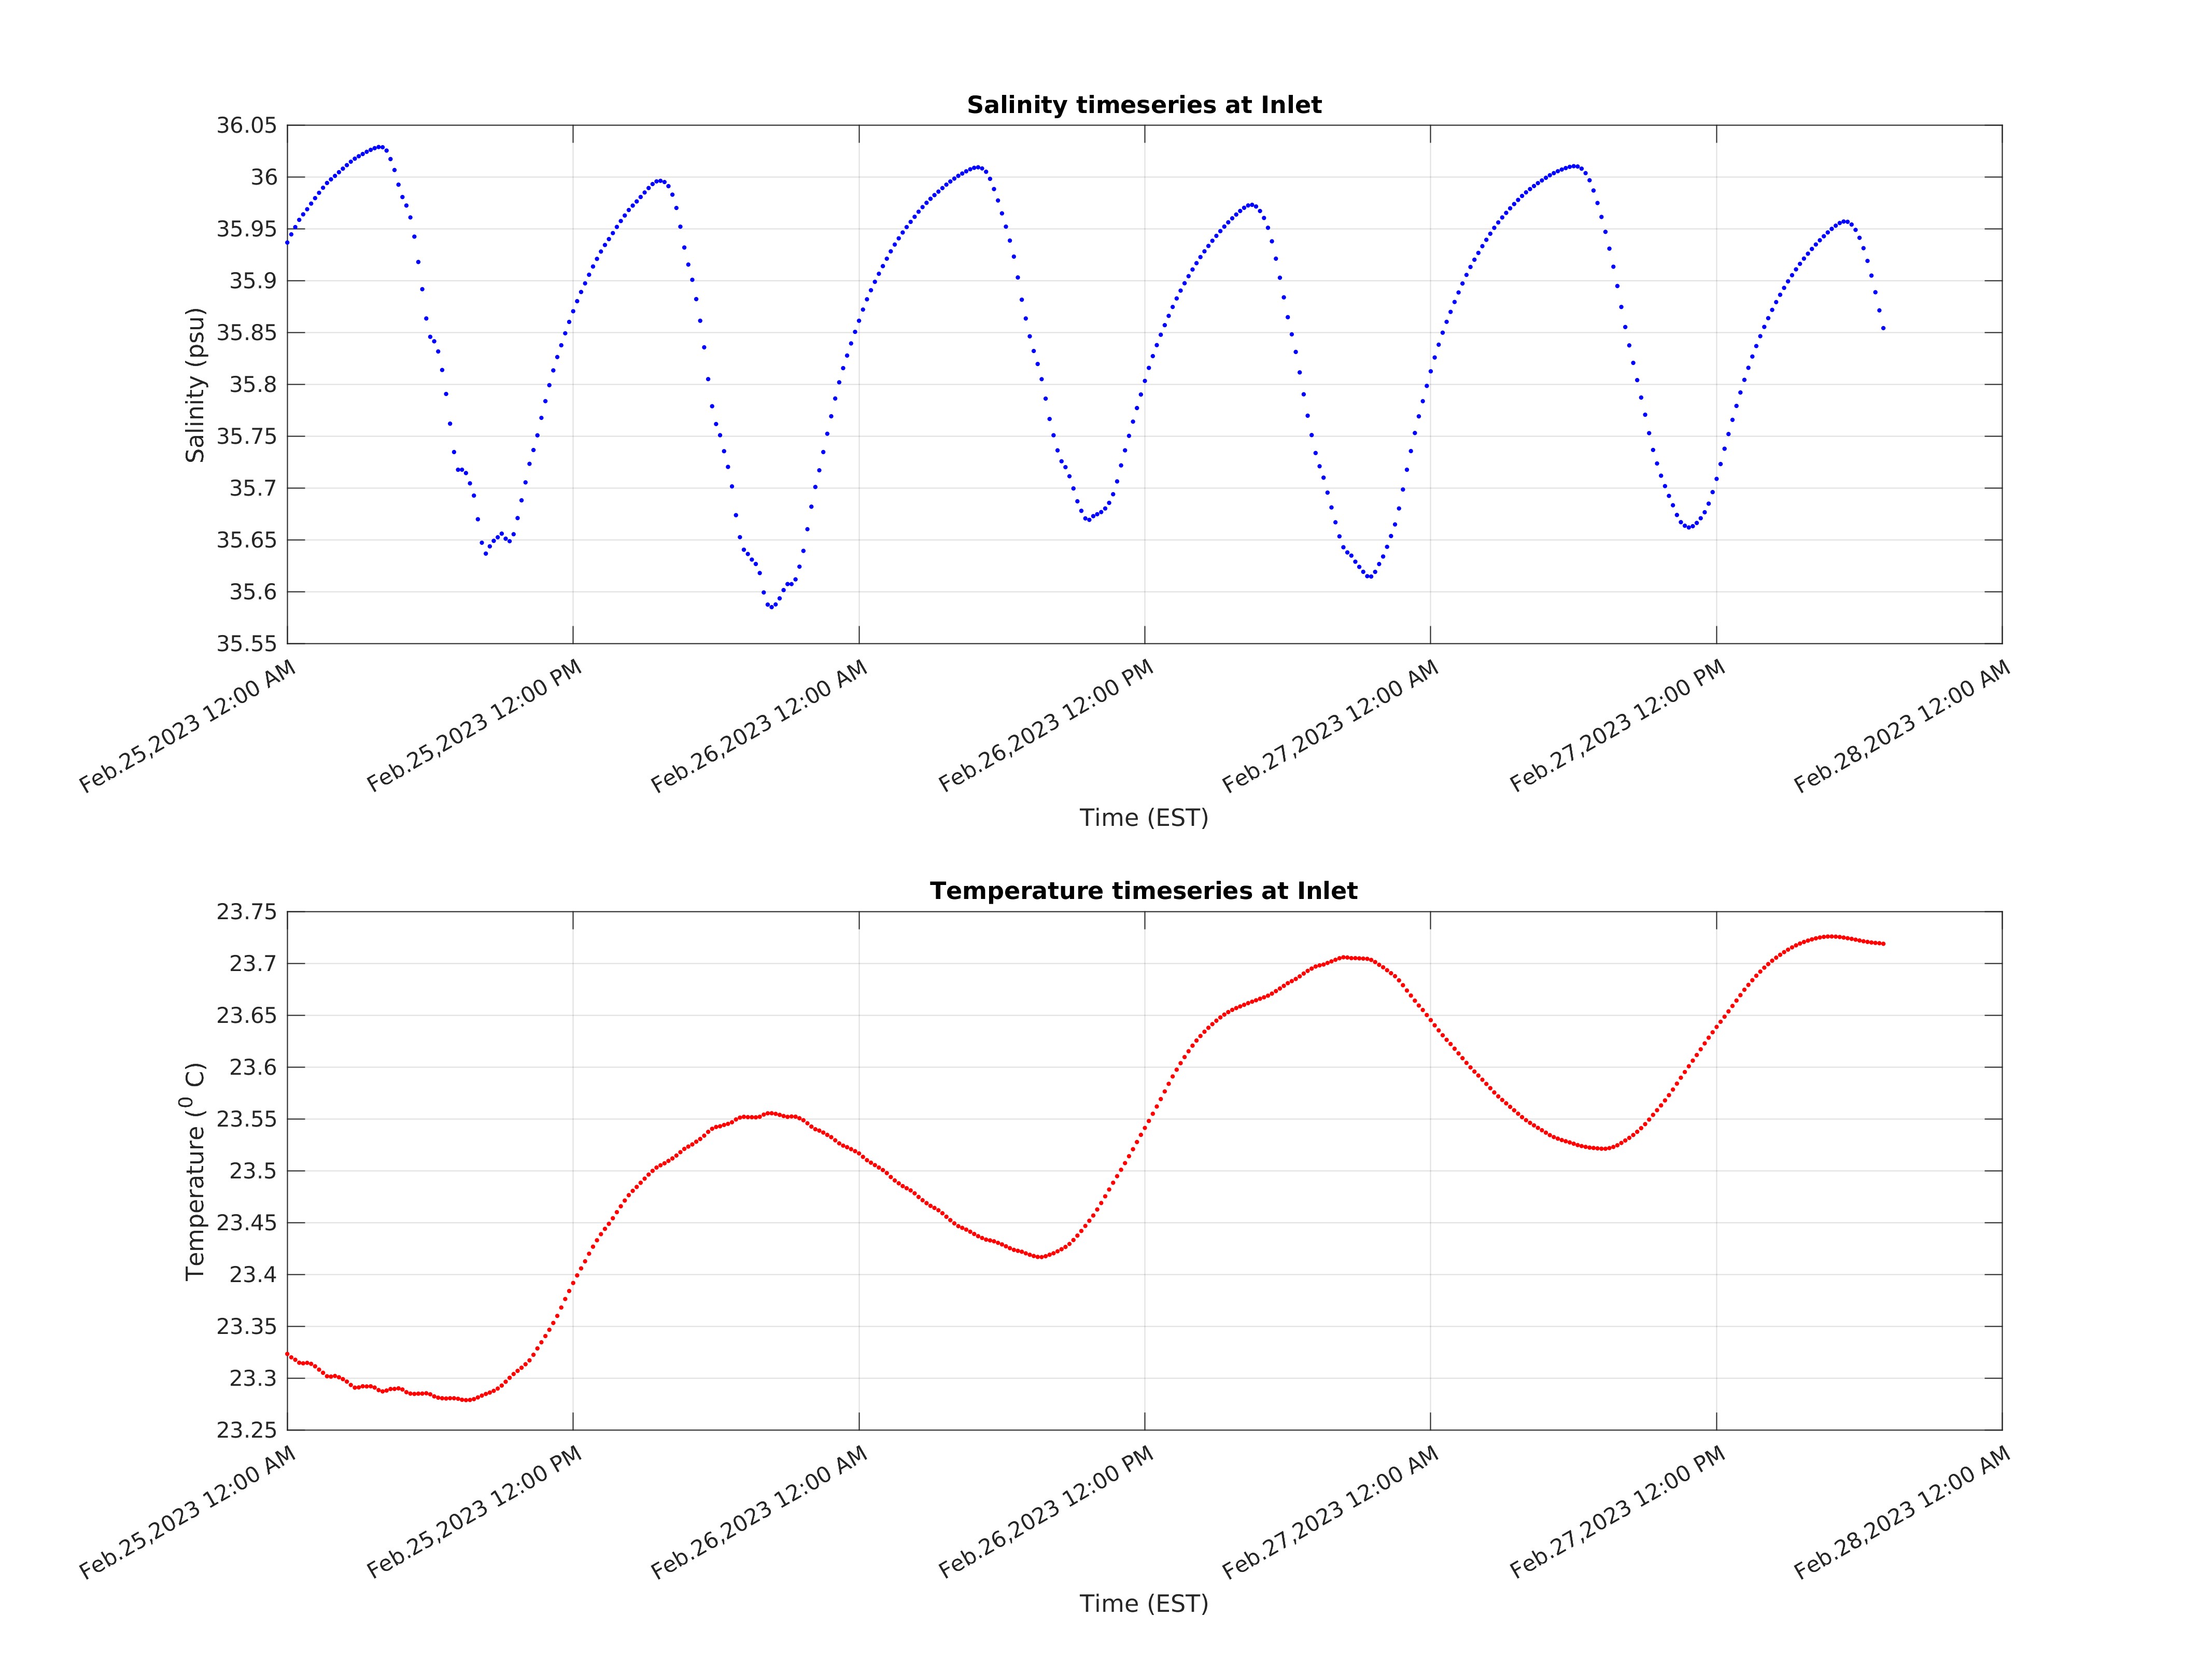 Salinity timeseries at Inlet
36.05
36
35.95
35.9
35.85
35.8
35.75
35.7
35.65
35.6
35.55
Salinity (psu)
Feb.25,2023 12:00 AM
Feb.25,2023 12:00 PM
Feb.26,2023 12:00 AM
Feb.26,2023 12:00 PM
Feb.27,2023 12:00 AM
Feb.27,2023 12:00 PM
Feb.28,2023 12:00 AM
Time (EST)
Temperature timeseries at Inlet
23.75
23.7
23.65
23.6
23.55
23.5
23.45
23.4
23.35
23.3
23.25
Temperature (⁰ C)
Feb.25,2023 12:00 AM
Feb.25,2023 12:00 PM
Feb.26,2023 12:00 AM
Feb.26,2023 12:00 PM
Feb.27,2023 12:00 AM
Feb.27,2023 12:00 PM
Feb.28,2023 12:00 AM
Time (EST)